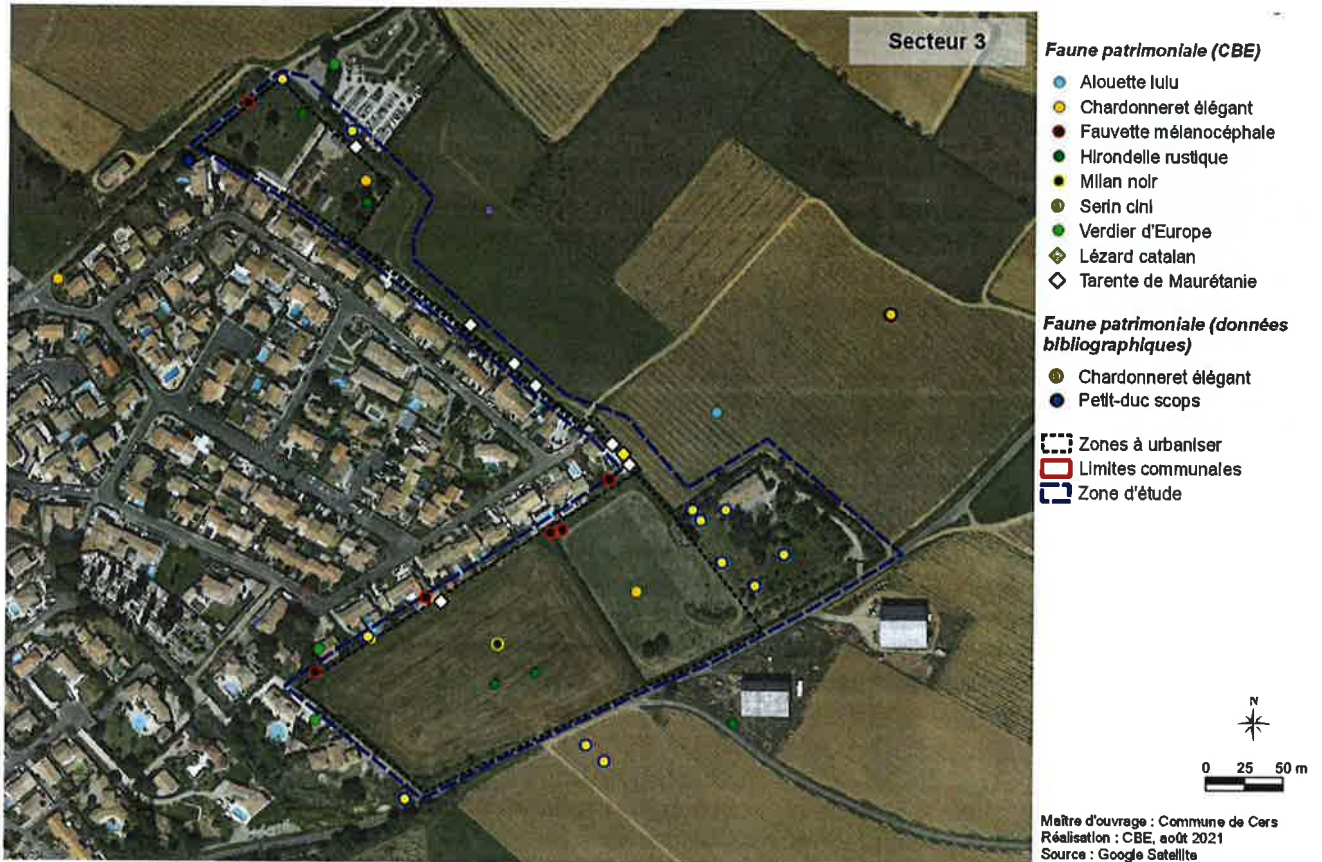 Secteur 3
Faune patrimoniale (CBE)
Alouette lulu
Chardonneret élégant
Fauvette mélanocéphale
Hirondelle rustique
Milan noir
Serin cini
Verdier d'Europe
Lézard catalan
Tarente de Maurétanie
Faune patrimoniale (données
bibliographiques)
Chardonneret élégant
Petit-duc scops
Zones à urbaniser
Limites communales
Zone d'étude
N
0 25 50 m
Maître d'ouvrage : Commune de Cers
Réalisation : CBE, août 2021
Source : Google Satellite